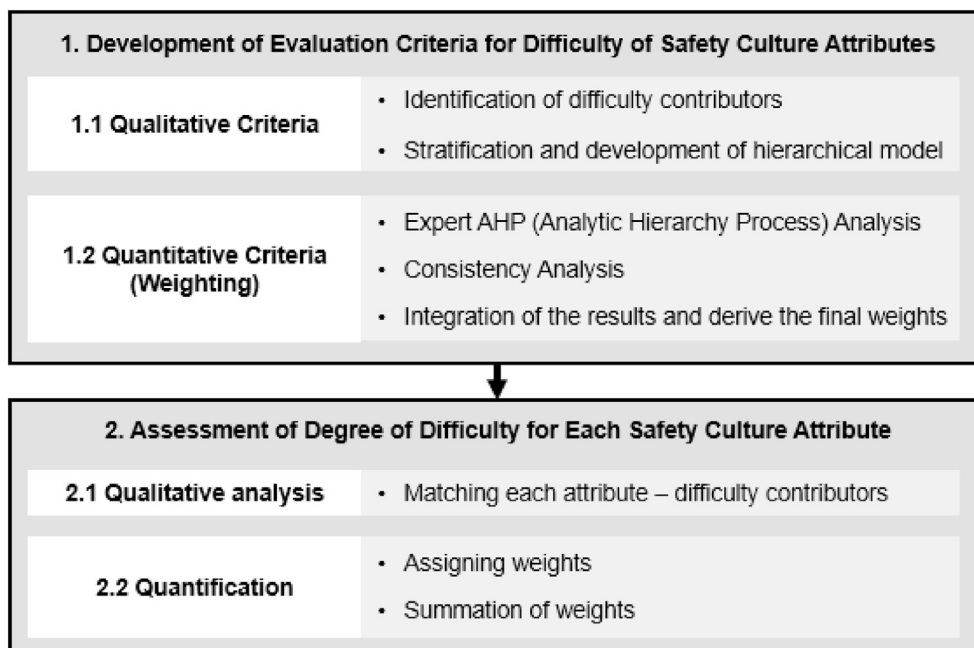 1. Development of Evaluation Criteria for Difficulty of Safety Culture Attributes
1.1 Qualitative Criteria
• Identification of difficulty contributors
• Stratification and development of hierarchical model
1.2 Quantitative Criteria
(Weighting)
• Expert AHP (Analytic Hierarchy Process) Analysis
• Consistency Analysis
• Integration of the results and derive the final weights
2. Assessment of Degree of Difficulty for Each Safety Culture Attribute
2.1 Qualitative analysis
• Matching each attribute – difficulty contributors
2.2 Quantification
• Assigning weights
• Summation of weights